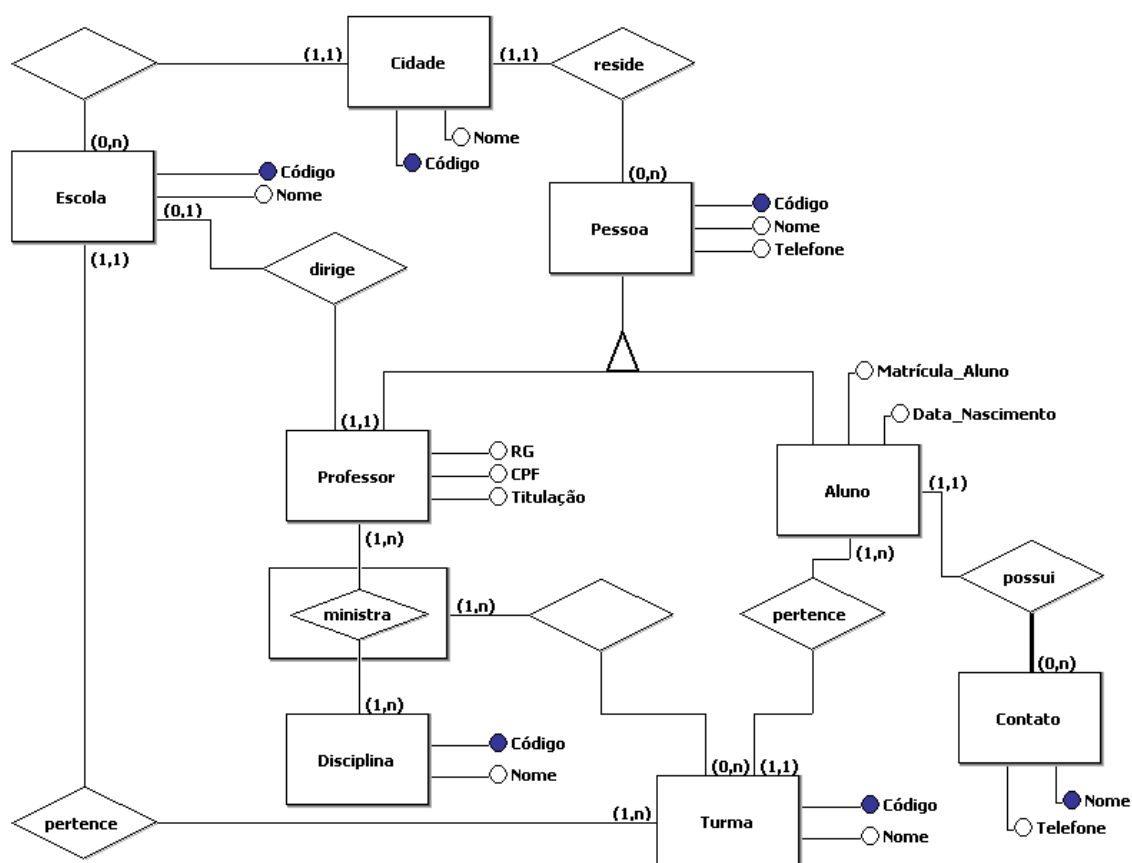 (1,1)
Cidade
(1,1)
reside
Nome
Código
(0,n)
Escola
Código
Nome
(0,1)
(1,1)
dirige
(0,n)
Pessoa
Código
Nome
Telefone
Matrícula_Aluno
Data_Nascimento
(1,1)
Professor
RG
CPF
Titulação
Aluno
(1,1)
(1,n)
(1,n)
possui
ministra
(1,n)
pertence
(0,n)
Contato
(1,n)
Disciplina
Código
Nome
(0,n)
(1,1)
Nome
Telefone
pertence
(1,n)
Turma
Código
Nome